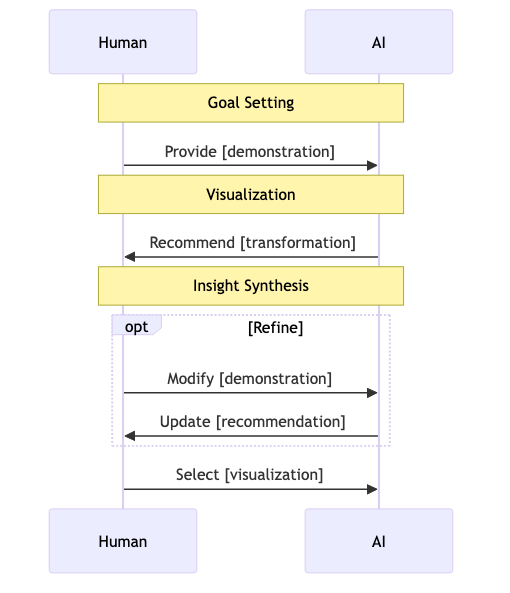 Human
AI
Goal Setting
Provide [demonstration]
Visualization
Recommend [transformation]
Insight Synthesis
opt
[Refine]
Modify [demonstration]
Update [recommendation]
Select [visualization]
Human
AI